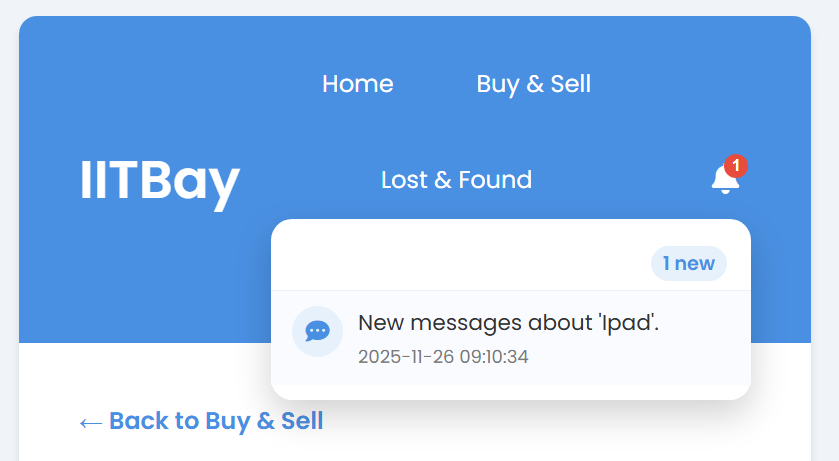 Home Buy & Sell
IITBay Lost & Found 1
1 new
New messages about 'Ipad'.
2025-11-26 09:10:34
← Back to Buy & Sell